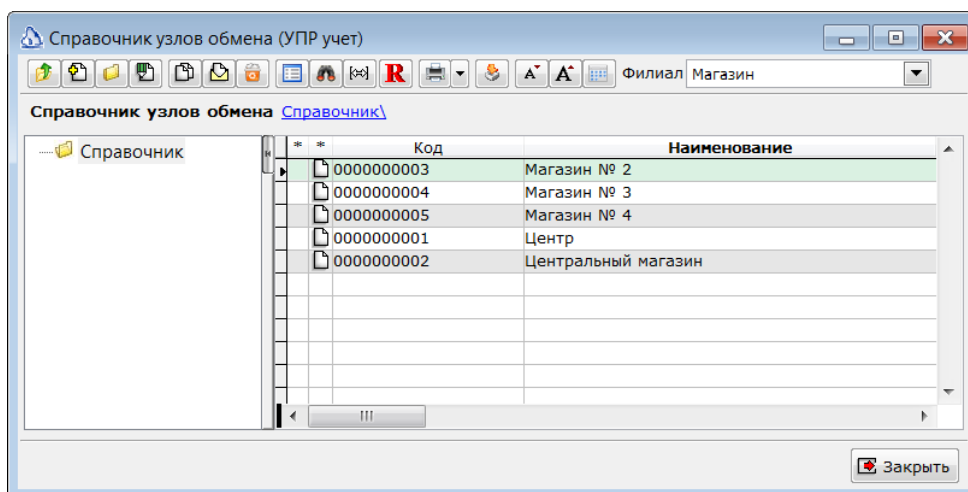 Справочник узлов обмена (УПР учет)
R A A Филиал Магазин
Справочник узлов обмена Справочник\
Справочник
* * Код Наименование
0000000003 Магазин № 2
0000000004 Магазин № 3
0000000005 Магазин № 4
0000000001 Центр
0000000002 Центральный магазин
Закрыть